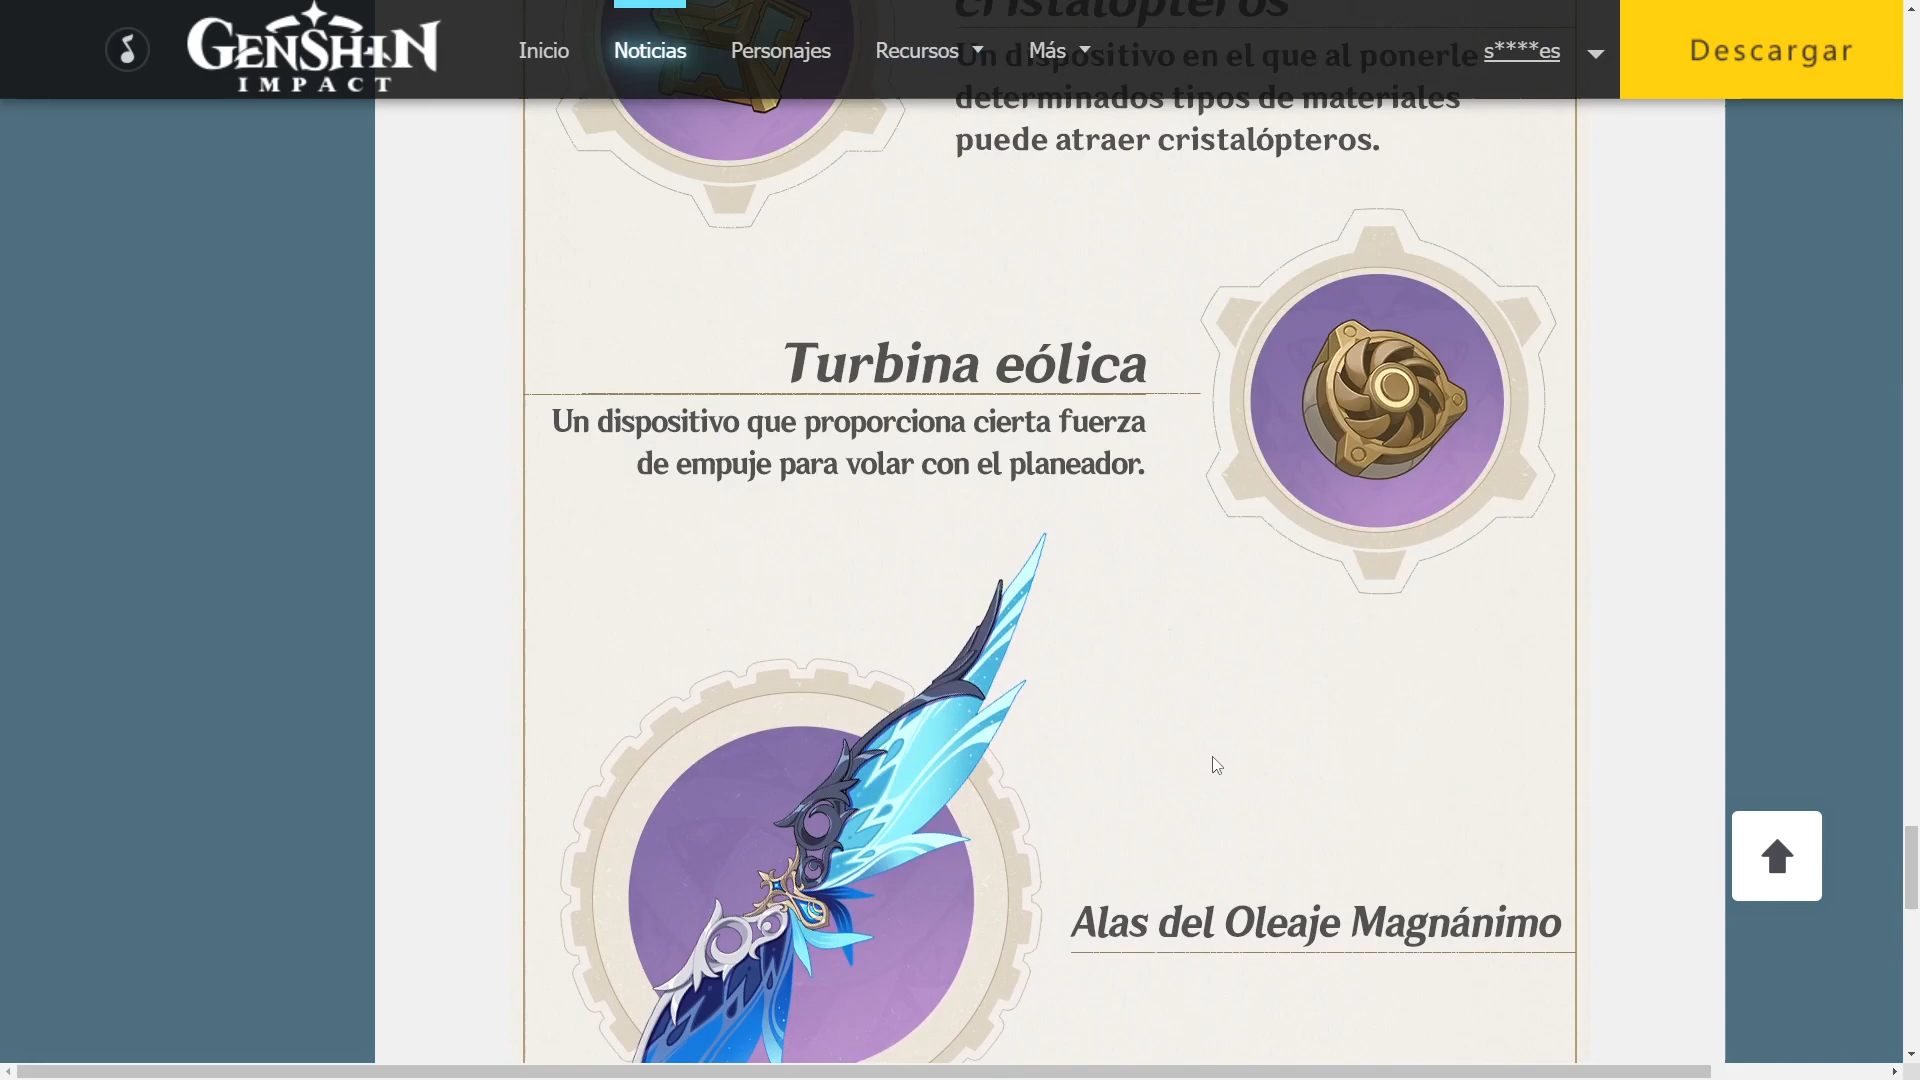 GENSHIN
IMPACT
Inicio
Noticias
Personajes
Recursos
Más
s****es
Descargar
cristalópteros
Un dispositivo en el que al ponerle
determinados tipos de materiales
puede atraer cristalópteros.
Turbina eólica
Un dispositivo que proporciona cierta fuerza
de empuje para volar con el planeador.
Alas del Oleaje Magnánimo